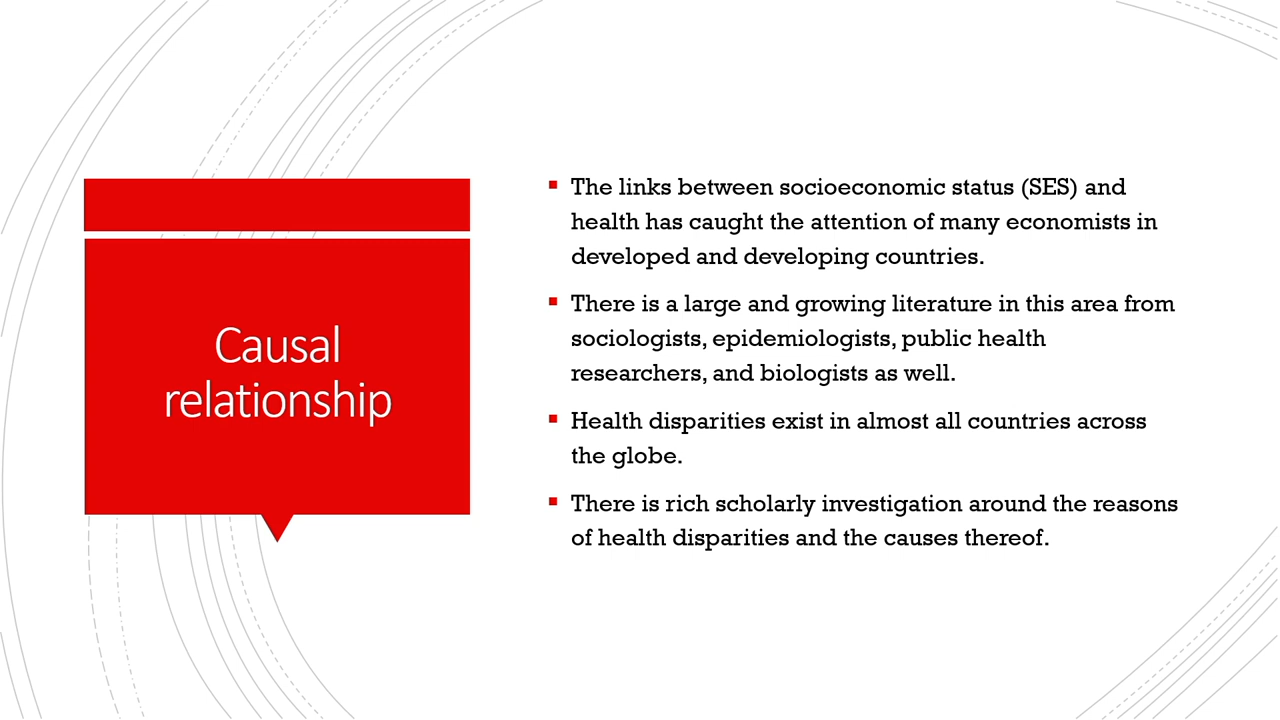 Causal
relationship
The links between socioeconomic status (SES) and
health has caught the attention of many economists in
developed and developing countries.
There is a large and growing literature in this area from
sociologists, epidemiologists, public health
researchers, and biologists as well.
Health disparities exist in almost all countries across
the globe.
There is rich scholarly investigation around the reasons
of health disparities and the causes thereof.